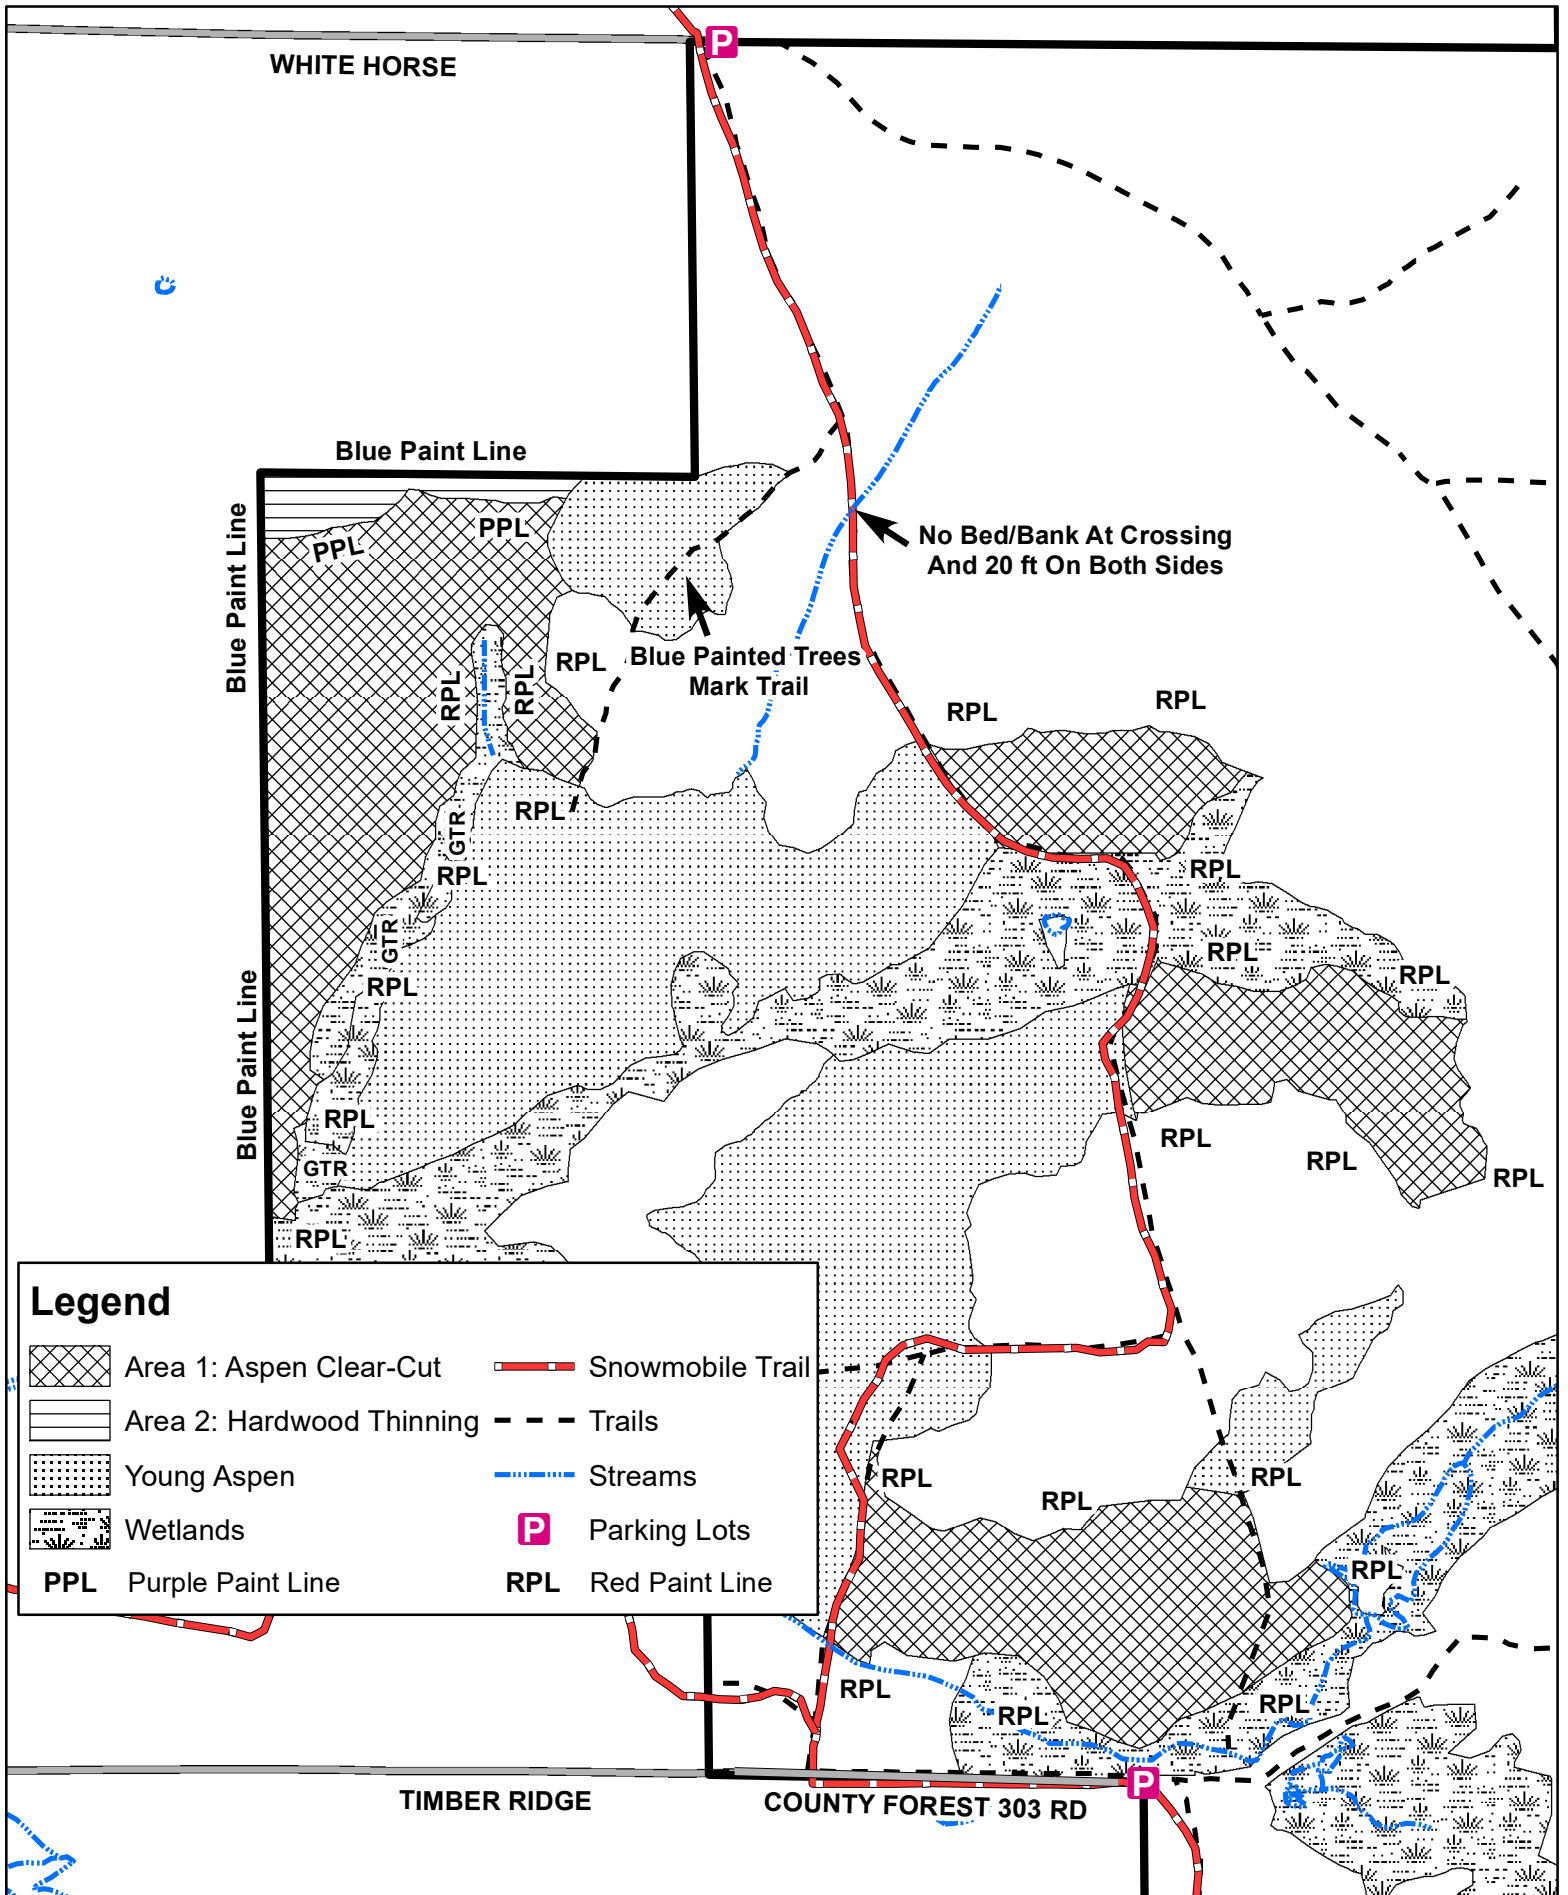 P
WHITE HORSE
Blue Paint Line
Blue Paint Line
PPL
PPL
No Bed/Bank At Crossing
And 20 ft On Both Sides
RPL
Blue Painted Trees
Mark Trail
RPL
RPL
RPL
RPL
RPL
GTR
RPL
RPL
RPL
GTR
RPL
RPL
RPL
Blue Paint Line
RPL
RPL
RPL
GTR
RPL
RPL
Legend
Area 1: Aspen Clear-Cut
Snowmobile Trail
Area 2: Hardwood Thinning
Trails
Young Aspen
Streams
Wetlands
P
Parking Lots
PPL
Purple Paint Line
RPL
Red Paint Line
RPL
RPL
RPL
RPL
RPL
RPL
RPL
P
TIMBER RIDGE
COUNTY FOREST 303 RD